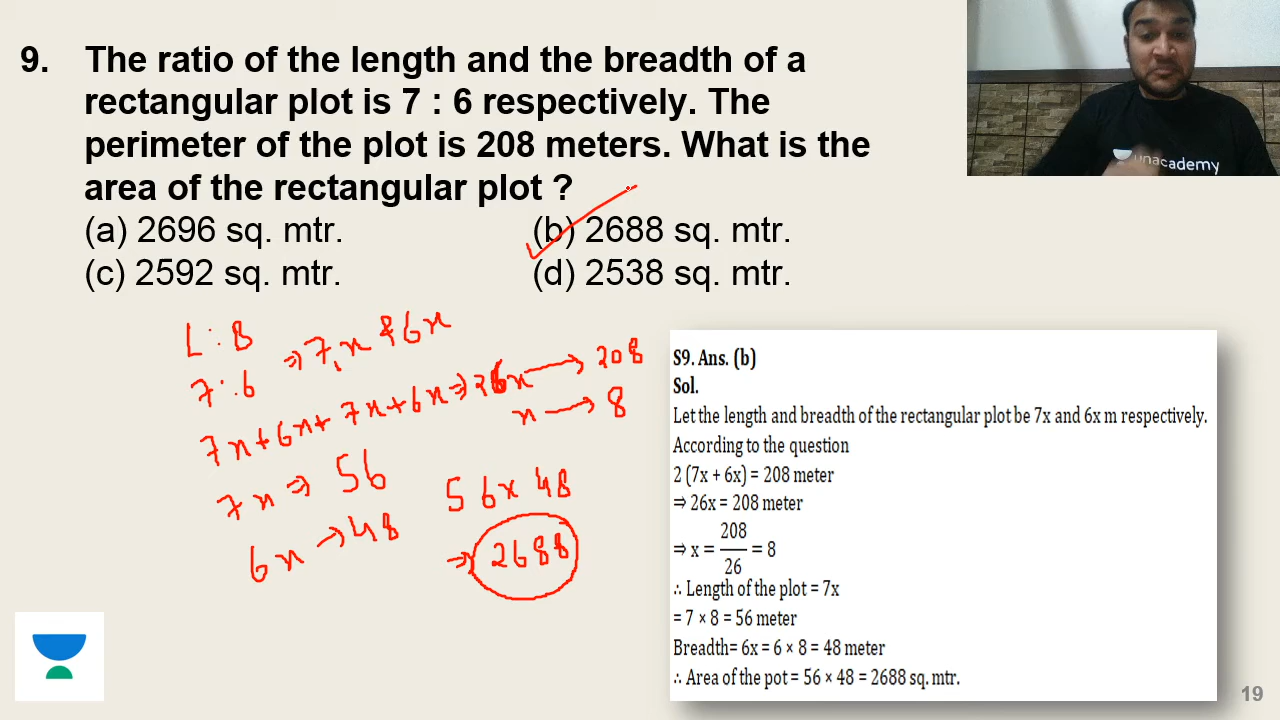 9. The ratio of the length and the breadth of a
rectangular plot is 7 : 6 respectively. The
perimeter of the plot is 208 meters. What is the
area of the rectangular plot ?
(a) 2696 sq. mtr. (b) 2688 sq. mtr.
(c) 2592 sq. mtr. (d) 2538 sq. mtr.
unacademy
L : B
7 : 6 ⇒ 7x & 6x
7x+6x+7x+6x ⇒ 26x → 208
x → 8
7x ⇒ 56
6x → 48
56 x 48
⇒ 2688
S9. Ans. (b)
Sol.
Let the length and breadth of the rectangular plot be 7x and 6x m respectively.
According to the question
2 (7x + 6x) = 208 meter
⇒ 26x = 208 meter
⇒ x = 208/26 = 8
∴ Length of the plot = 7x
= 7 × 8 = 56 meter
Breadth= 6x = 6 × 8 = 48 meter
∴ Area of the pot = 56 × 48 = 2688 sq. mtr.
19